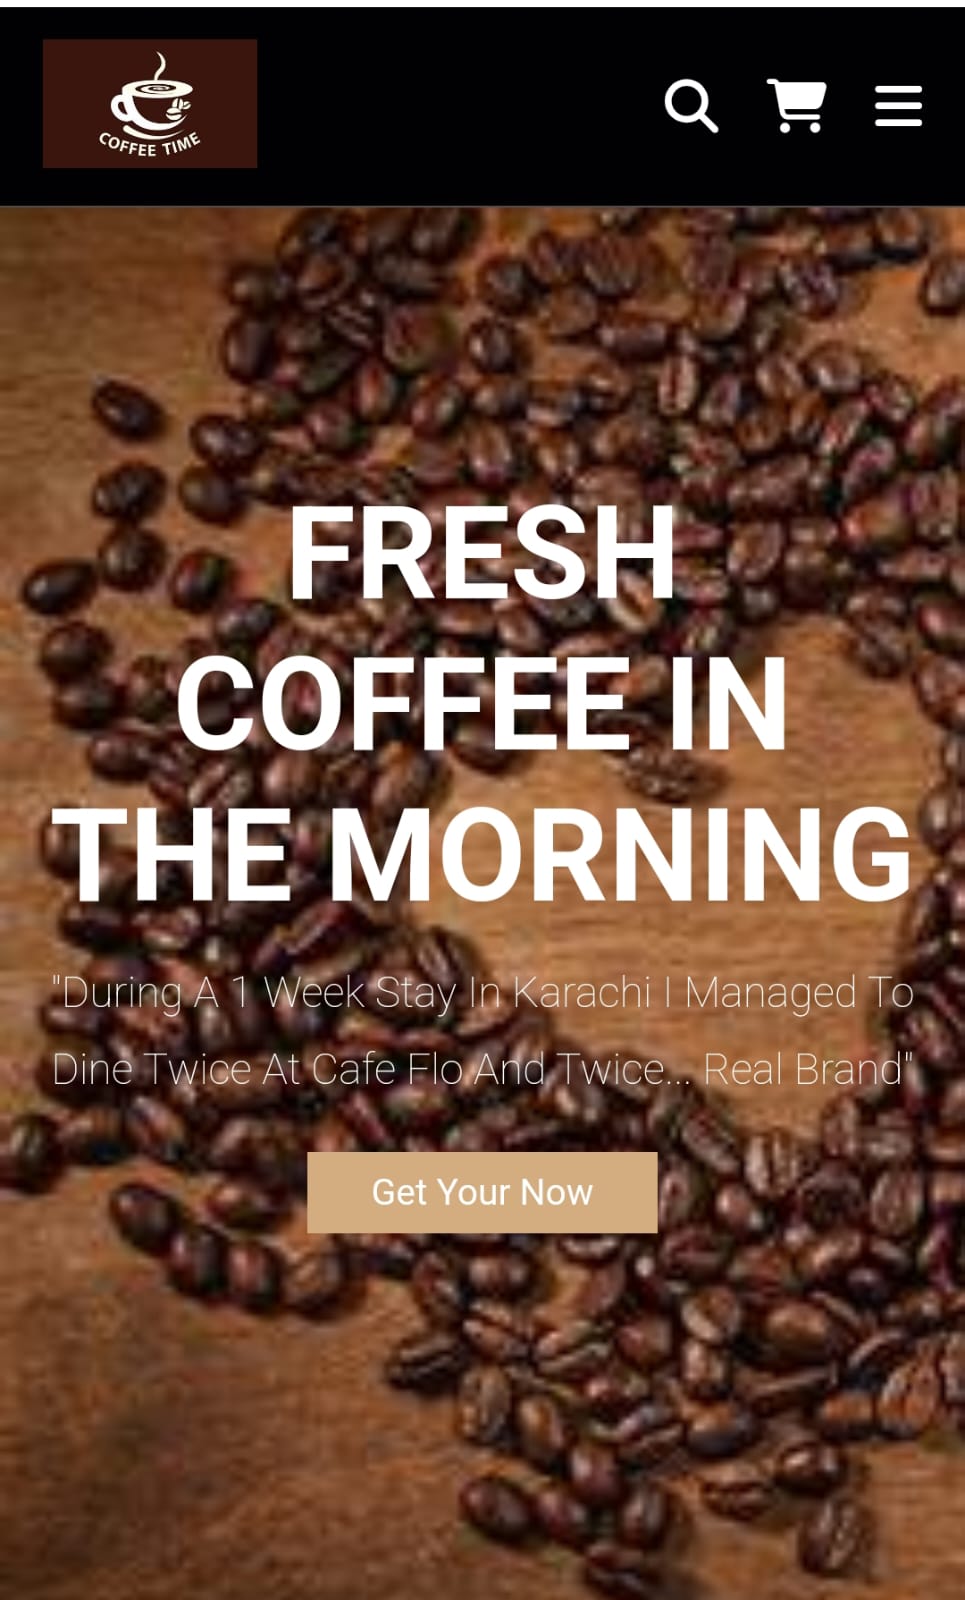 COFFEE TIME
FRESH
COFFEE IN
THE MORNING
"During A 1 Week Stay In Karachi I Managed To
Dine Twice At Cafe Flo And Twice... Real Brand"
Get Your Now